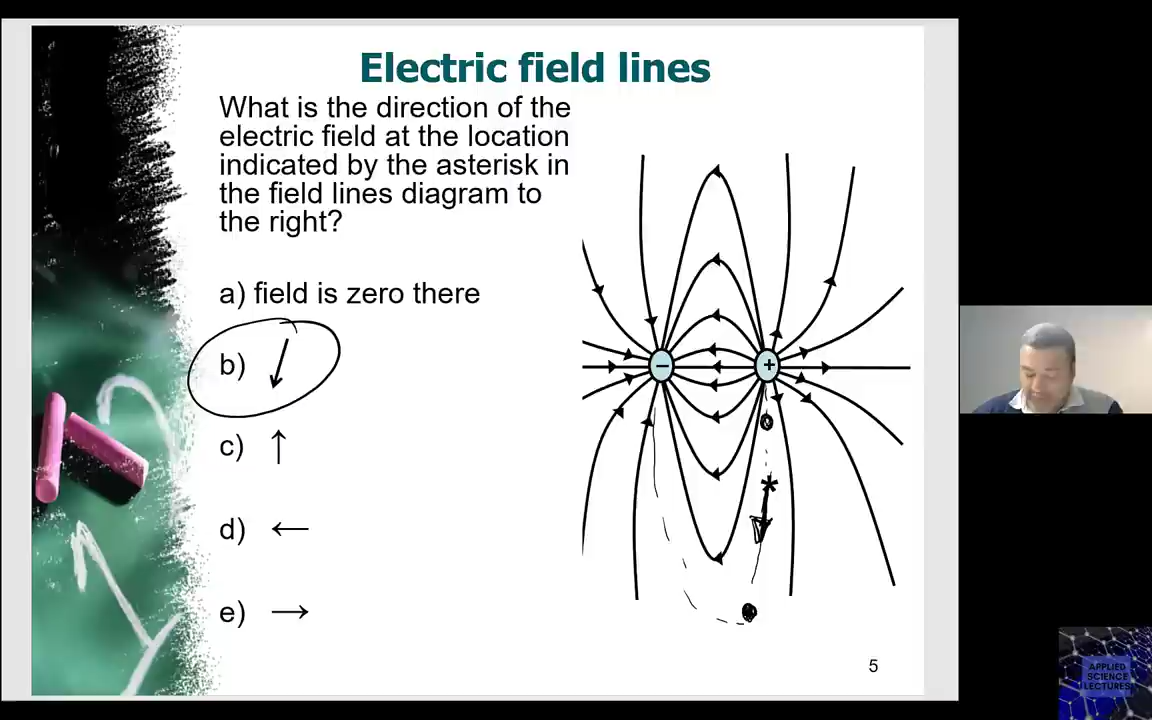 Electric field lines
What is the direction of the
electric field at the location
indicated by the asterisk in
the field lines diagram to
the right?
a) field is zero there
b) ↓
c) ↑
d) ←
e) →
− +
*
5
APPLIED
SCIENCE
LECTURES